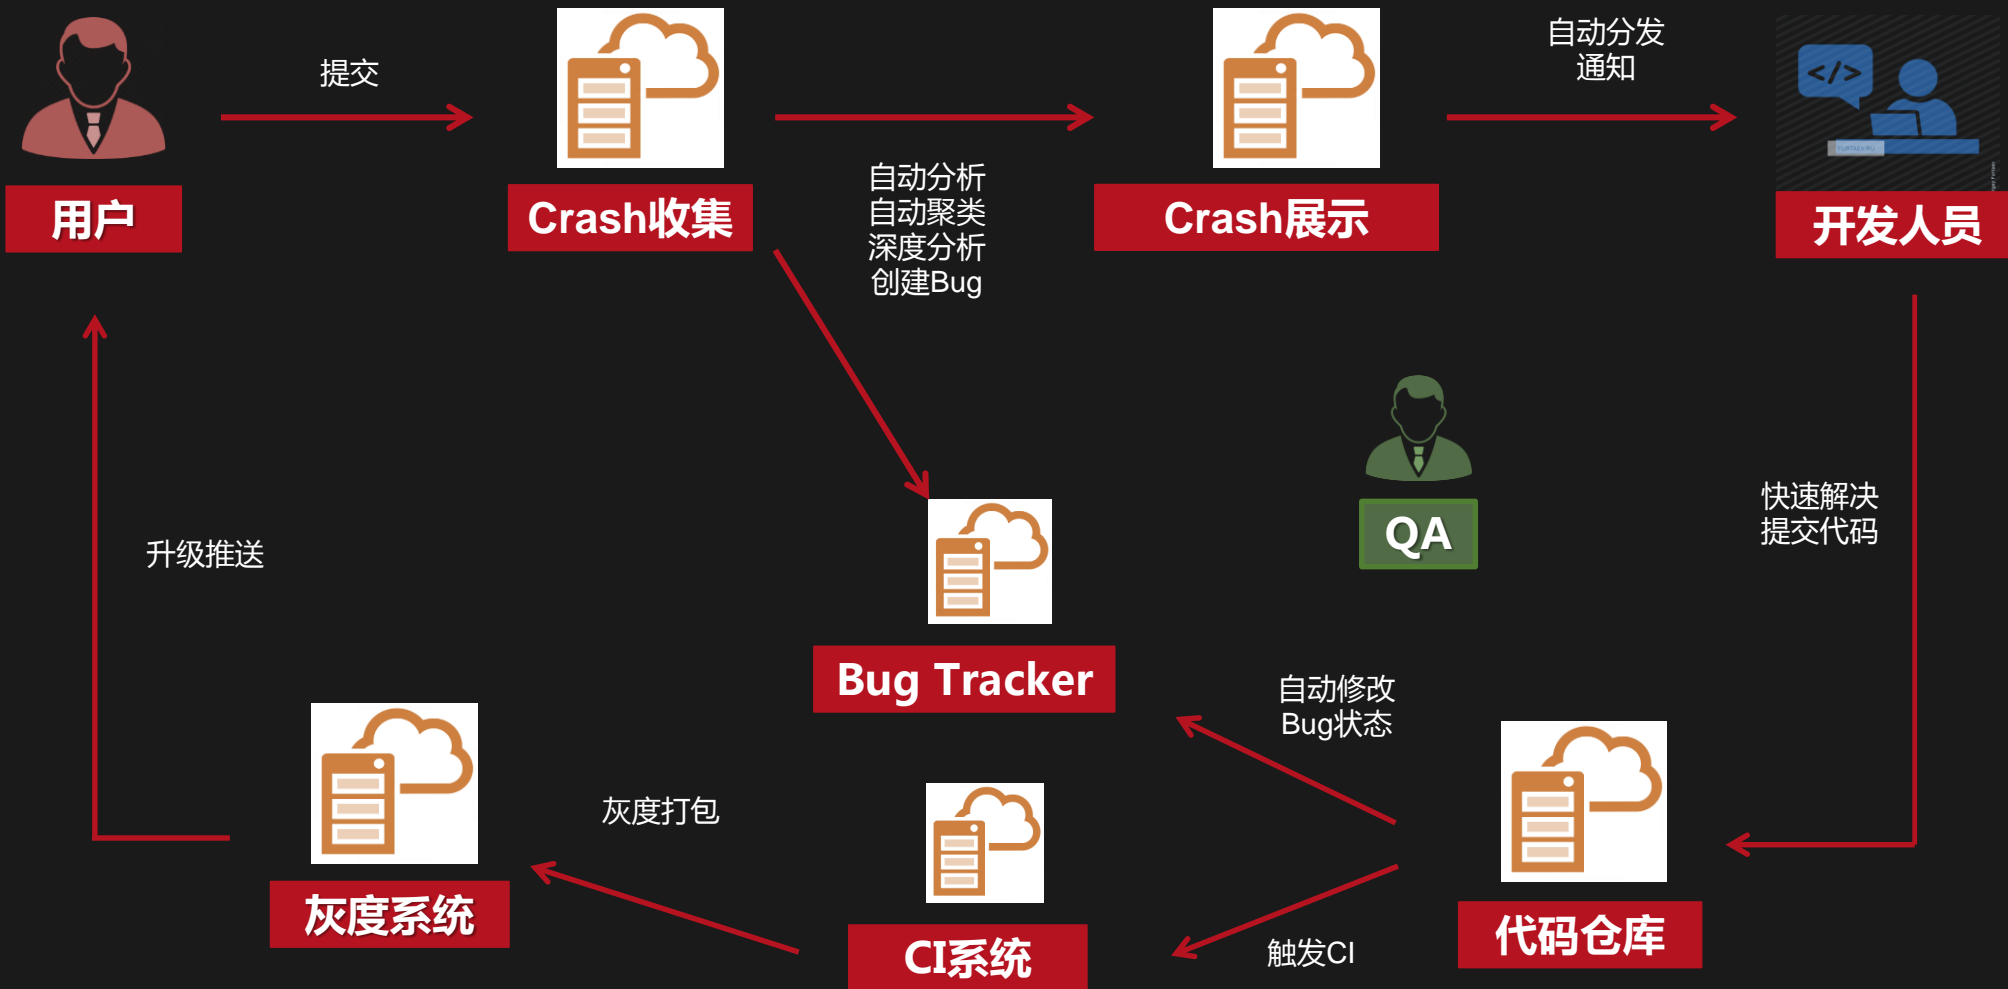 提交
自动分发
通知
用户
Crash收集
自动分析
自动聚类
深度分析
创建Bug
Crash展示
开发人员
QA
快速解决
提交代码
升级推送
Bug Tracker
自动修改
Bug状态
灰度打包
灰度系统
CI系统
触发CI
代码仓库